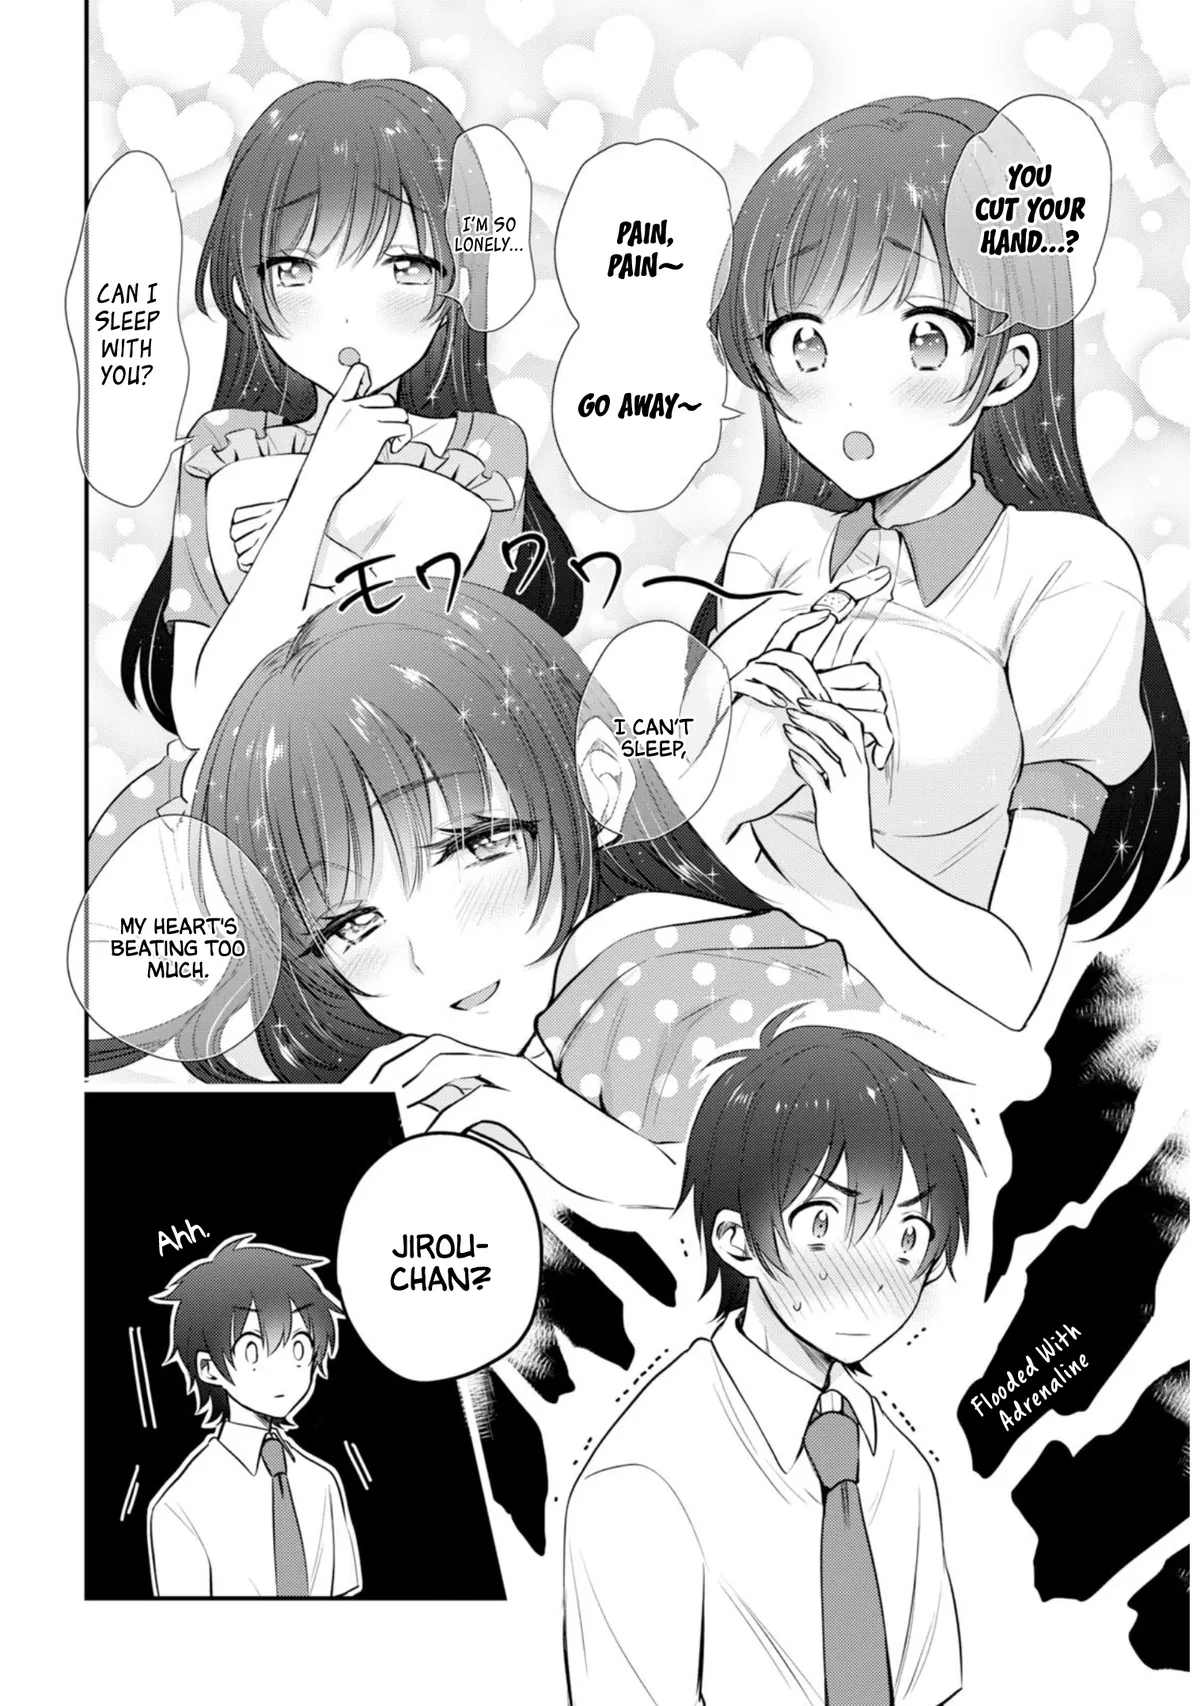 YOU
CUT YOUR
HAND...?
PAIN,
PAIN~
GO AWAY~
I'M SO
LONELY...
CAN I
SLEEP
WITH
YOU?
モワワワ～
I CAN'T
SLEEP,
MY HEART'S
BEATING TOO
MUCH.
Flooded With
Adrenaline
JIROU-
CHAN?
Ahh.